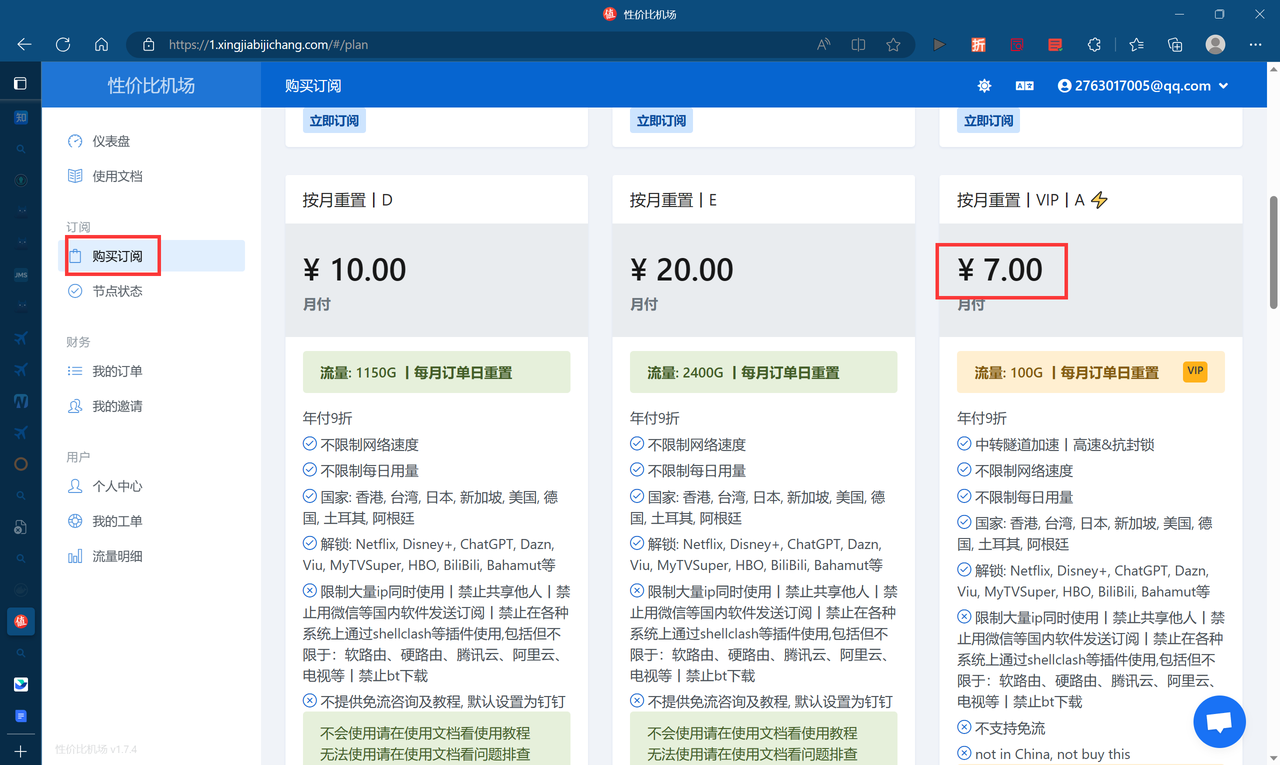 值 性价比机场
https://1.xingjiabijichang.com/#/plan
折
性价比机场
购买订阅
2763017005@qq.com
知
JMS
值
仪表盘
使用文档
订阅
购买订阅
节点状态
财务
我的订单
我的邀请
用户
个人中心
我的工单
流量明细
性价比机场 v1.7.4
立即订阅
立即订阅
立即订阅
按月重置丨D
¥ 10.00
月付
流量: 1150G 丨每月订单日重置
年付9折
不限制网络速度
不限制每日用量
国家: 香港, 台湾, 日本, 新加坡, 美国, 德
国, 土耳其, 阿根廷
解锁: Netflix, Disney+, ChatGPT, Dazn,
Viu, MyTVSuper, HBO, BiliBili, Bahamut等
限制大量ip同时使用丨禁止共享他人丨禁
止用微信等国内软件发送订阅丨禁止在各种
系统上通过shellclash等插件使用,包括但不
限于：软路由、硬路由、腾讯云、阿里云、
电视等丨禁止bt下载
不提供免流咨询及教程, 默认设置为钉钉
不会使用请在使用文档看使用教程
无法使用请在使用文档看问题排查
按月重置丨E
¥ 20.00
月付
流量: 2400G 丨每月订单日重置
年付9折
不限制网络速度
不限制每日用量
国家: 香港, 台湾, 日本, 新加坡, 美国, 德
国, 土耳其, 阿根廷
解锁: Netflix, Disney+, ChatGPT, Dazn,
Viu, MyTVSuper, HBO, BiliBili, Bahamut等
限制大量ip同时使用丨禁止共享他人丨禁
止用微信等国内软件发送订阅丨禁止在各种
系统上通过shellclash等插件使用,包括但不
限于：软路由、硬路由、腾讯云、阿里云、
电视等丨禁止bt下载
不提供免流咨询及教程, 默认设置为钉钉
不会使用请在使用文档看使用教程
无法使用请在使用文档看问题排查
按月重置丨VIP丨A⚡
¥ 7.00
月付
流量: 100G 丨每月订单日重置 VIP
年付9折
中转隧道加速丨高速&抗封锁
不限制网络速度
不限制每日用量
国家: 香港, 台湾, 日本, 新加坡, 美国, 德
国, 土耳其, 阿根廷
解锁: Netflix, Disney+, ChatGPT, Dazn,
Viu, MyTVSuper, HBO, BiliBili, Bahamut等
限制大量ip同时使用丨禁止共享他人丨禁
止用微信等国内软件发送订阅丨禁止在各种
系统上通过shellclash等插件使用,包括但不
限于：软路由、硬路由、腾讯云、阿里云、
电视等丨禁止bt下载
不支持免流
not in China, not buy this